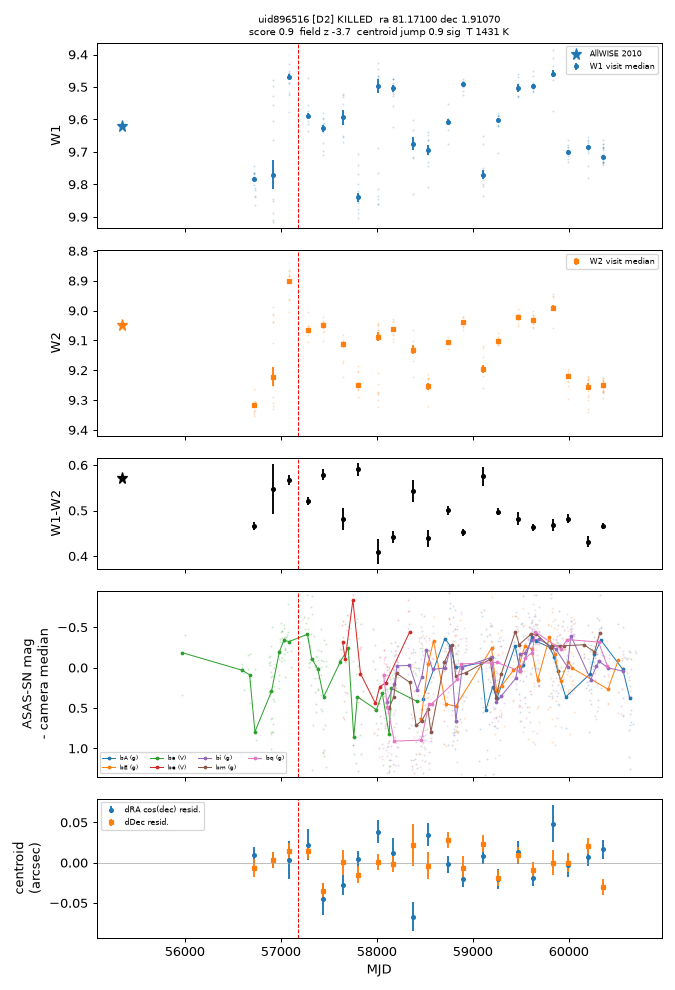 uid896516 [D2] KILLED ra 81.17100 dec 1.91070
score 0.9 field z -3.7 centroid jump 0.9 sig T 1431 K
W1
9.4
9.5
9.6
9.7
9.8
9.9
AllWISE 2010
W1 visit median
W2
8.8
8.9
9.0
9.1
9.2
9.3
9.4
W2 visit median
W1-W2
0.6
0.5
0.4
ASAS-SN mag
- camera median
−0.5
0.0
0.5
1.0
bA (g)
bE (g)
ba (V)
be (V)
bi (g)
bm (g)
bq (g)
centroid
(arcsec)
0.05
0.00
−0.05
dRA cos(dec) resid.
dDec resid.
56000
57000
58000
59000
60000
MJD